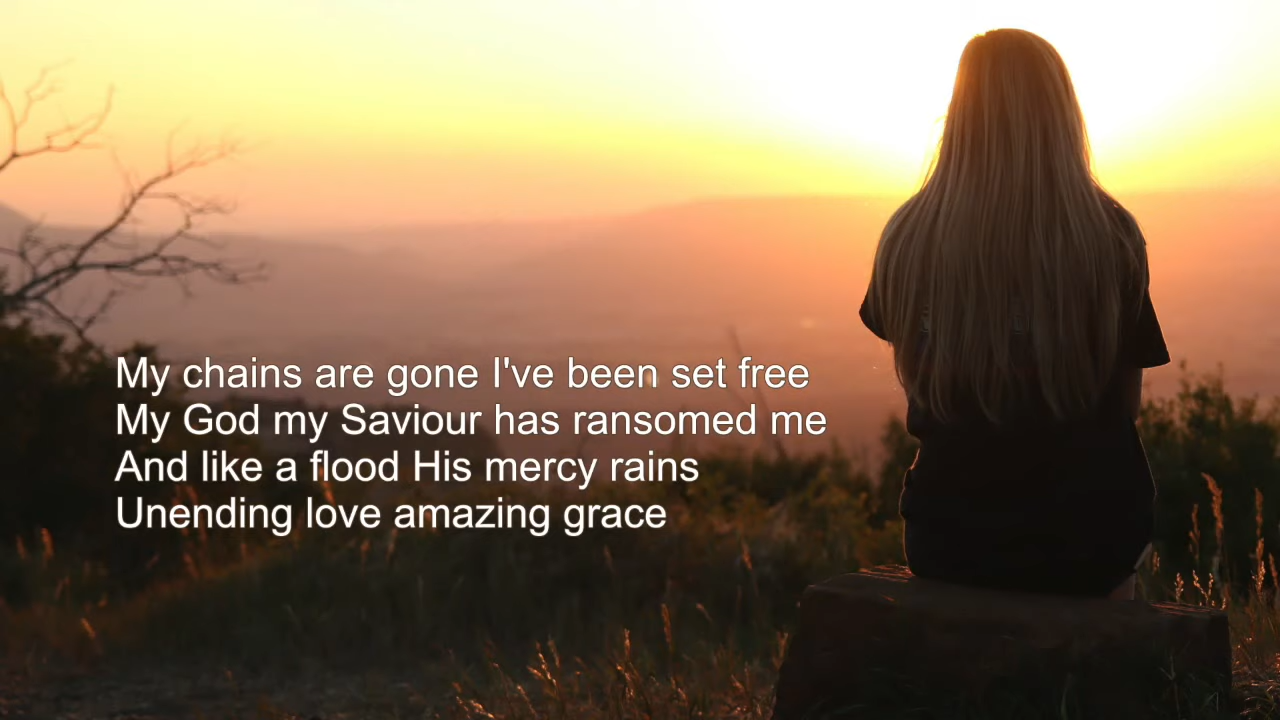 My chains are gone I've been set free
My God my Saviour has ransomed me
And like a flood His mercy rains
Unending love amazing grace